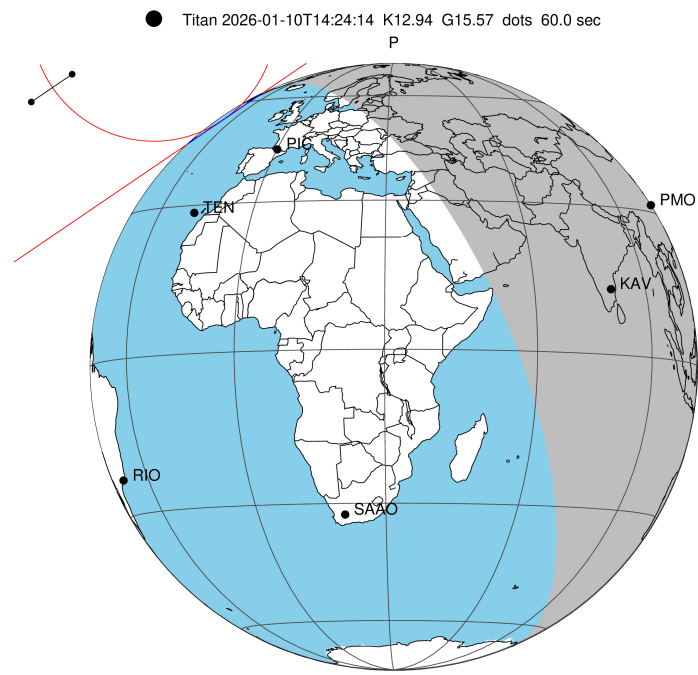 Titan 2026-01-10T14:24:14 K12.94 G15.57 dots 60.0 sec
P
PIC
PMO
TEN
KAV
RIO
SAAO